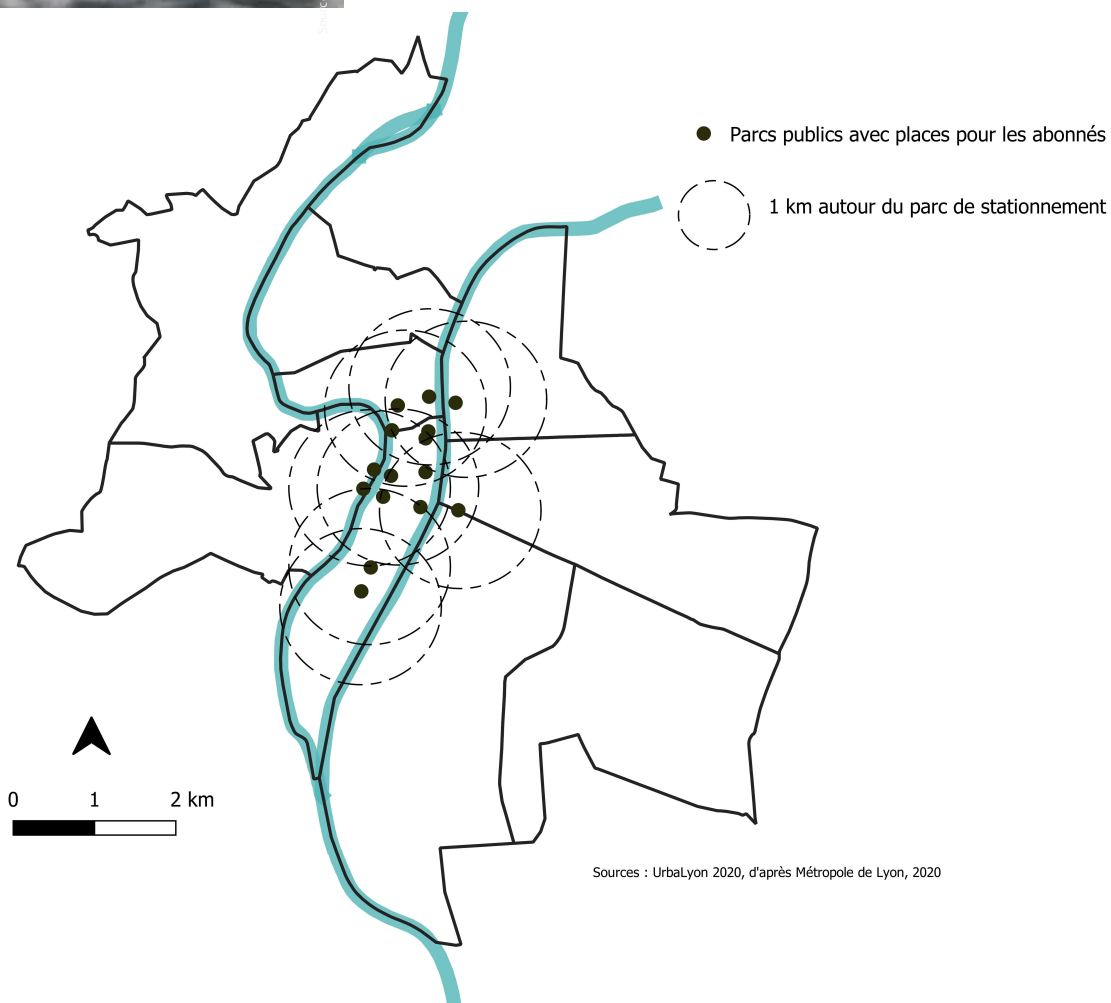 Parcs publics avec places pour les abonnés
1 km autour du parc de stationnement
0 1 2 km
Sources : UrbaLyon 2020, d'après Métropole de Lyon, 2020